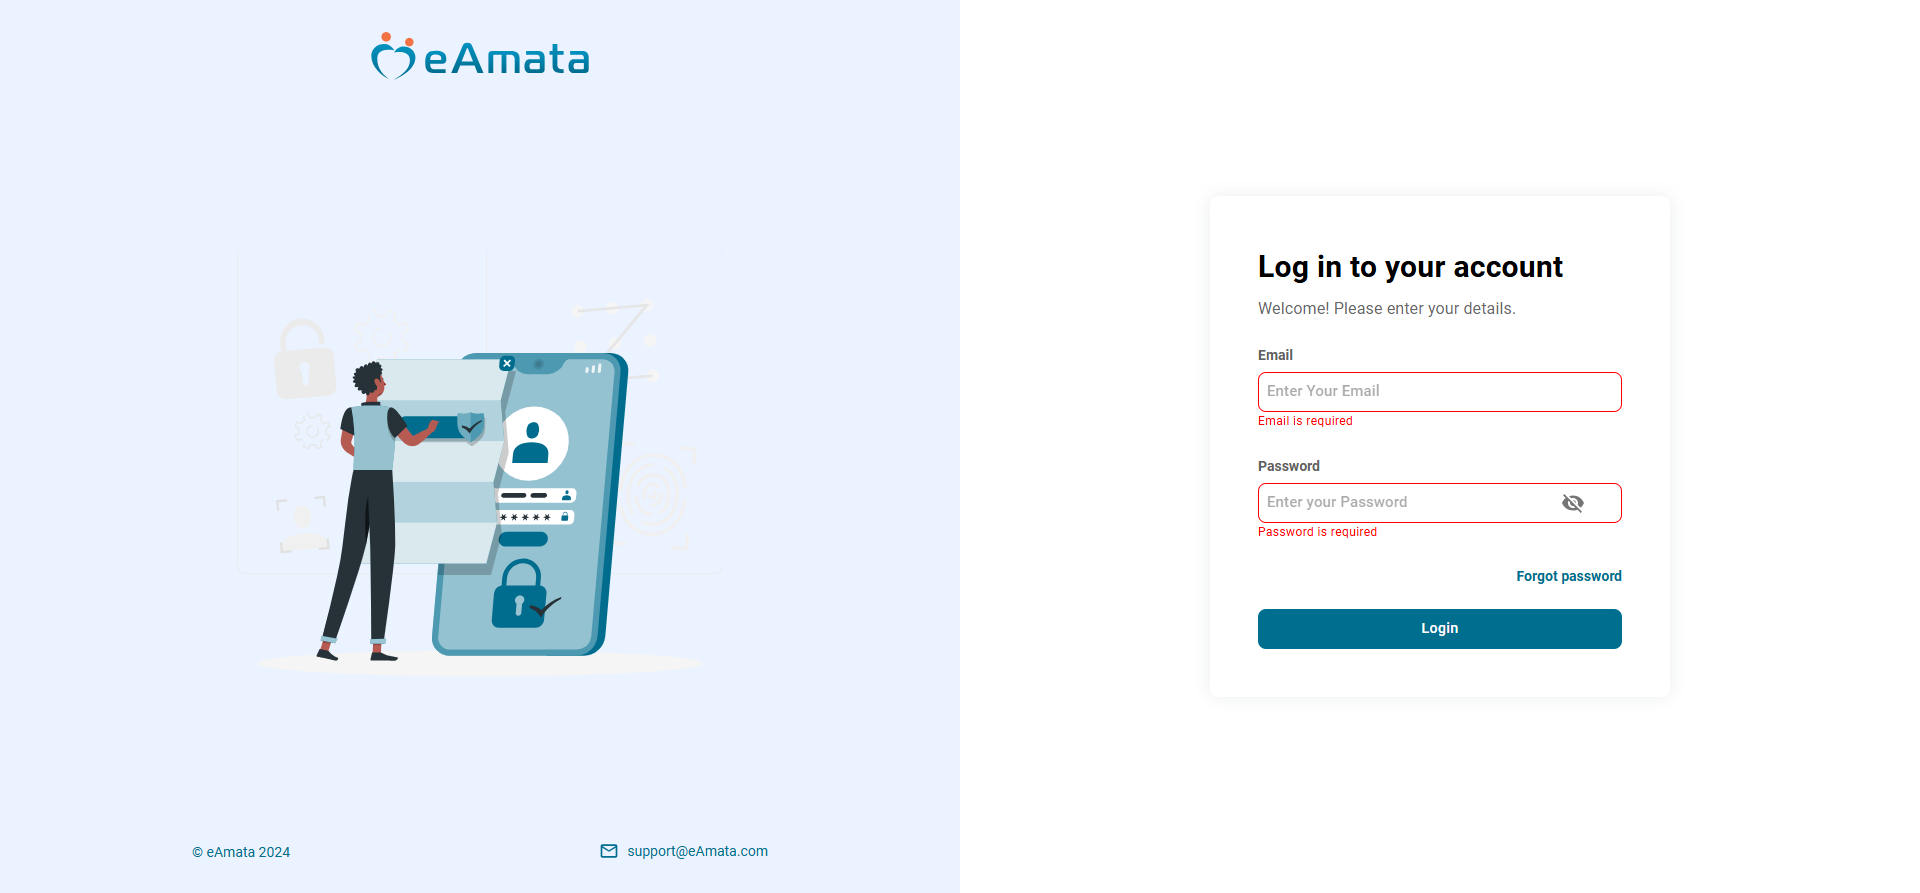 eAmata
Log in to your account
Welcome! Please enter your details.
Email
Enter Your Email
Email is required
Password
Enter your Password
Password is required
Forgot password
Login
© eAmata 2024
support@eAmata.com